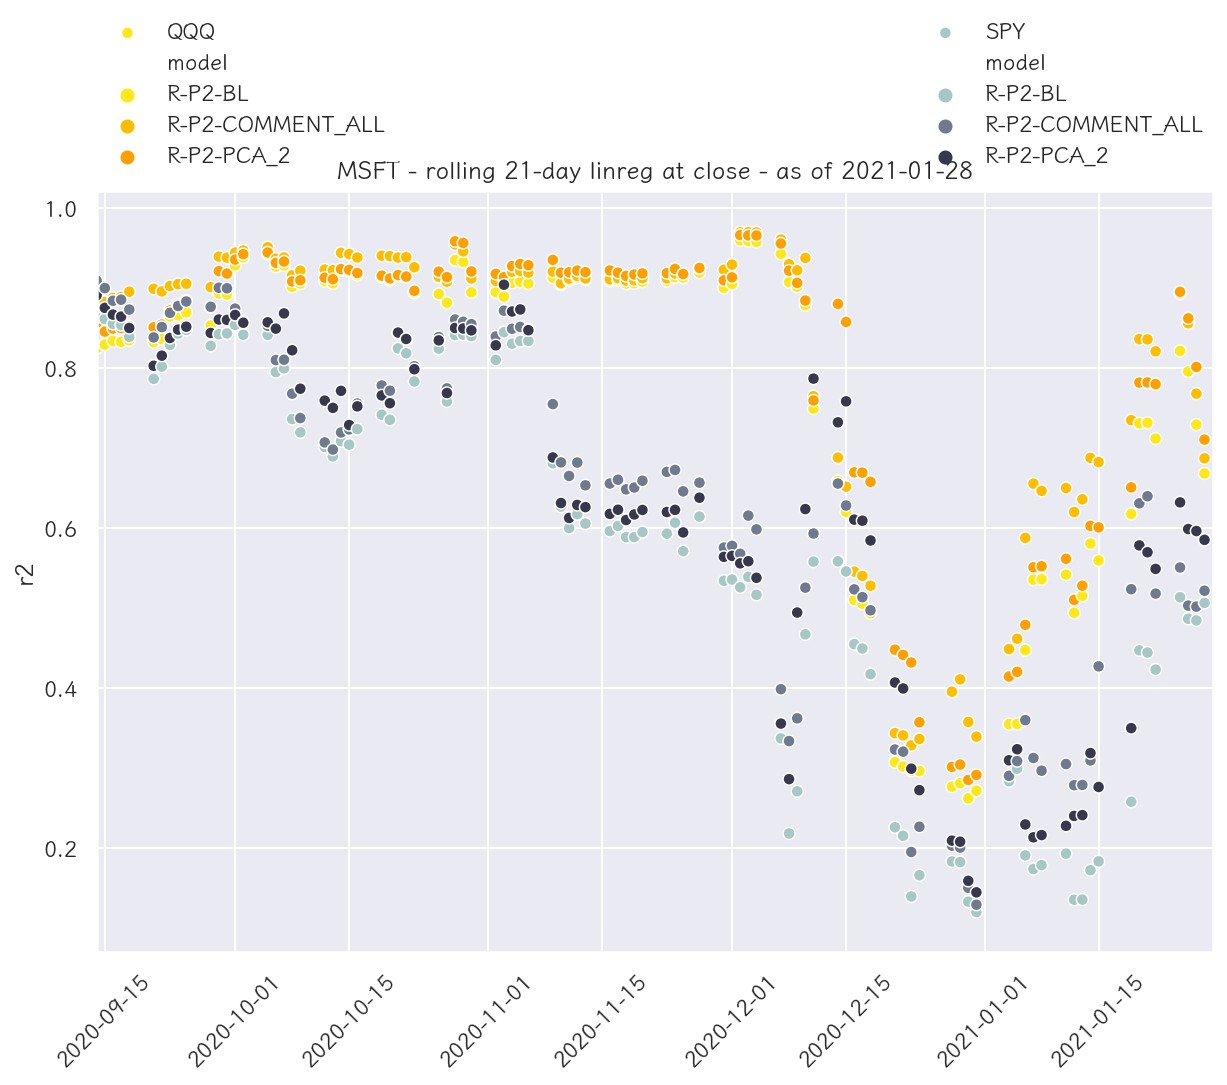 QQQ
model
R-P2-BL
R-P2-COMMENT_ALL
R-P2-PCA_2
SPY
model
R-P2-BL
R-P2-COMMENT_ALL
R-P2-PCA_2
MSFT - rolling 21-day linreg at close - as of 2021-01-28
1.0
0.8
0.6
0.4
0.2
r2
2020-09-15
2020-10-01
2020-10-15
2020-11-01
2020-11-15
2020-12-01
2020-12-15
2021-01-01
2021-01-15